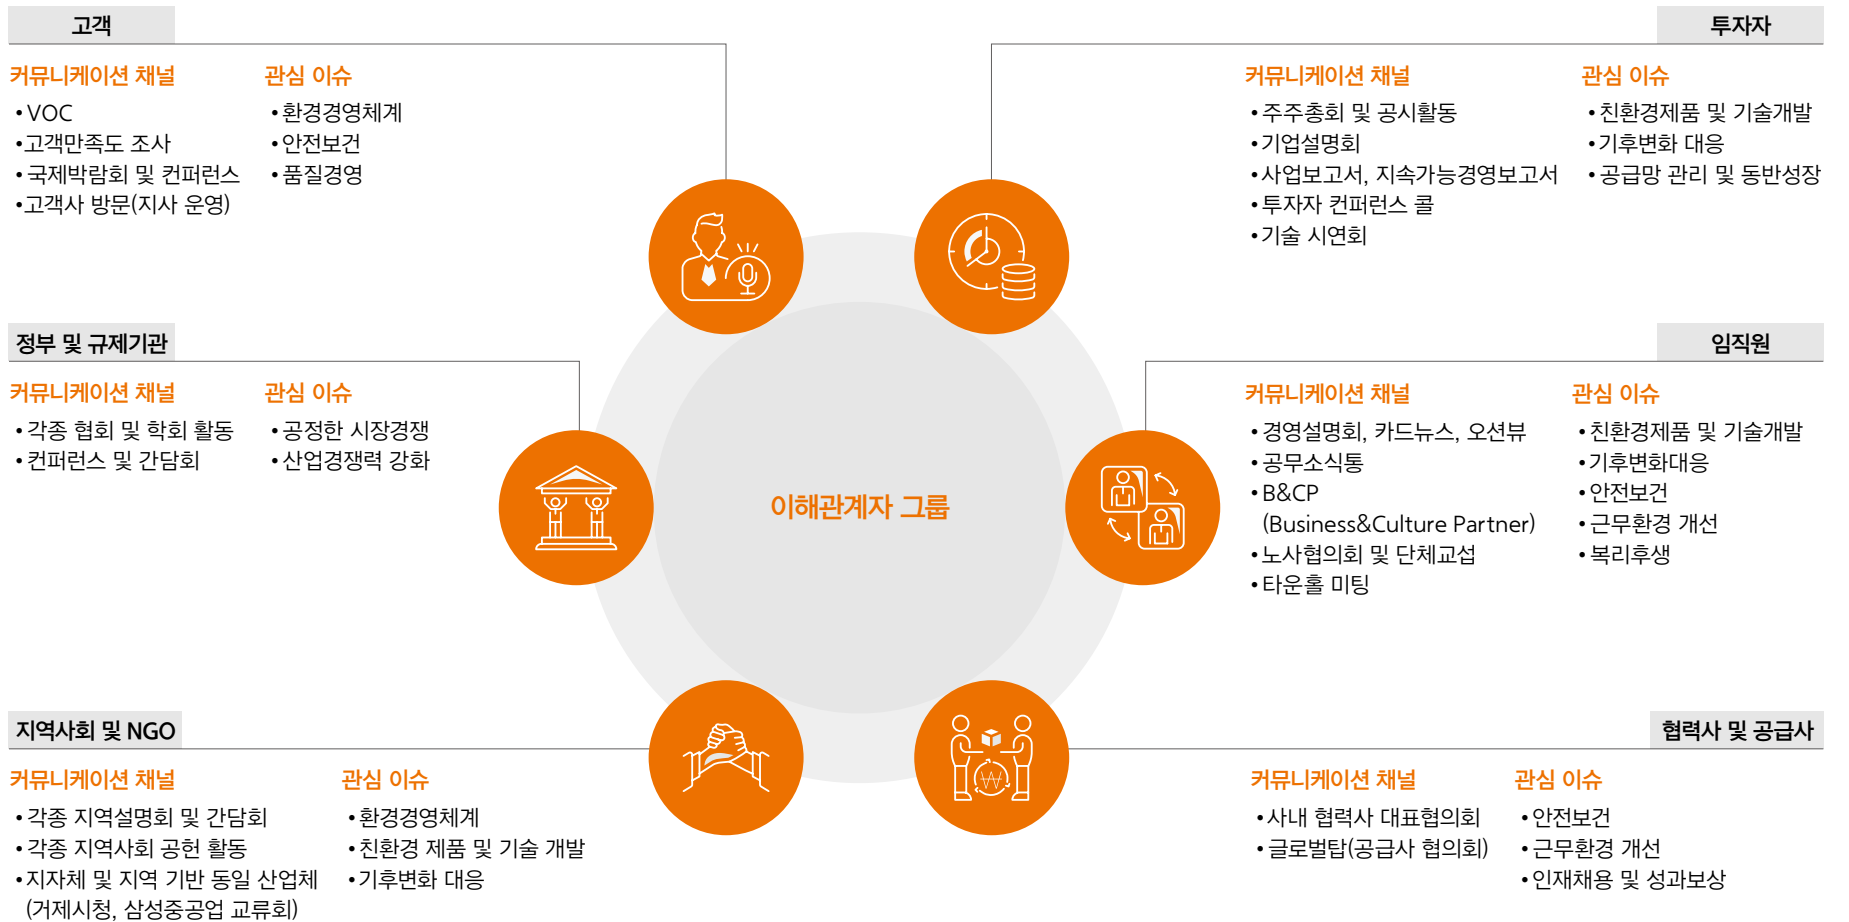 고객
커뮤니케이션 채널
•VOC
•고객만족도 조사
•국제박람회 및 컨퍼런스
•고객사 방문(지사 운영)
관심 이슈
•환경경영체계
•안전보건
•품질경영
투자자
커뮤니케이션 채널
•주주총회 및 공시활동
•기업설명회
•사업보고서, 지속가능경영보고서
•투자자 컨퍼런스 콜
•기술 시연회
관심 이슈
•친환경제품 및 기술개발
•기후변화 대응
•공급망 관리 및 동반성장
정부 및 규제기관
커뮤니케이션 채널
•각종 협회 및 학회 활동
•컨퍼런스 및 간담회
관심 이슈
•공정한 시장경쟁
•산업경쟁력 강화
이해관계자 그룹
임직원
커뮤니케이션 채널
•경영설명회, 카드뉴스, 오션뷰
•공무소식통
•B&CP
(Business&Culture Partner)
•노사협의회 및 단체교섭
•타운홀 미팅
관심 이슈
•친환경제품 및 기술개발
•기후변화대응
•안전보건
•근무환경 개선
•복리후생
지역사회 및 NGO
커뮤니케이션 채널
•각종 지역설명회 및 간담회
•각종 지역사회 공헌 활동
•지자체 및 지역 기반 동일 산업체
(거제시청, 삼성중공업 교류회)
관심 이슈
•환경경영체계
•친환경 제품 및 기술 개발
•기후변화 대응
협력사 및 공급사
커뮤니케이션 채널
•사내 협력사 대표협의회
•글로벌탑(공급사 협의회)
관심 이슈
•안전보건
•근무환경 개선
•인재채용 및 성과보상